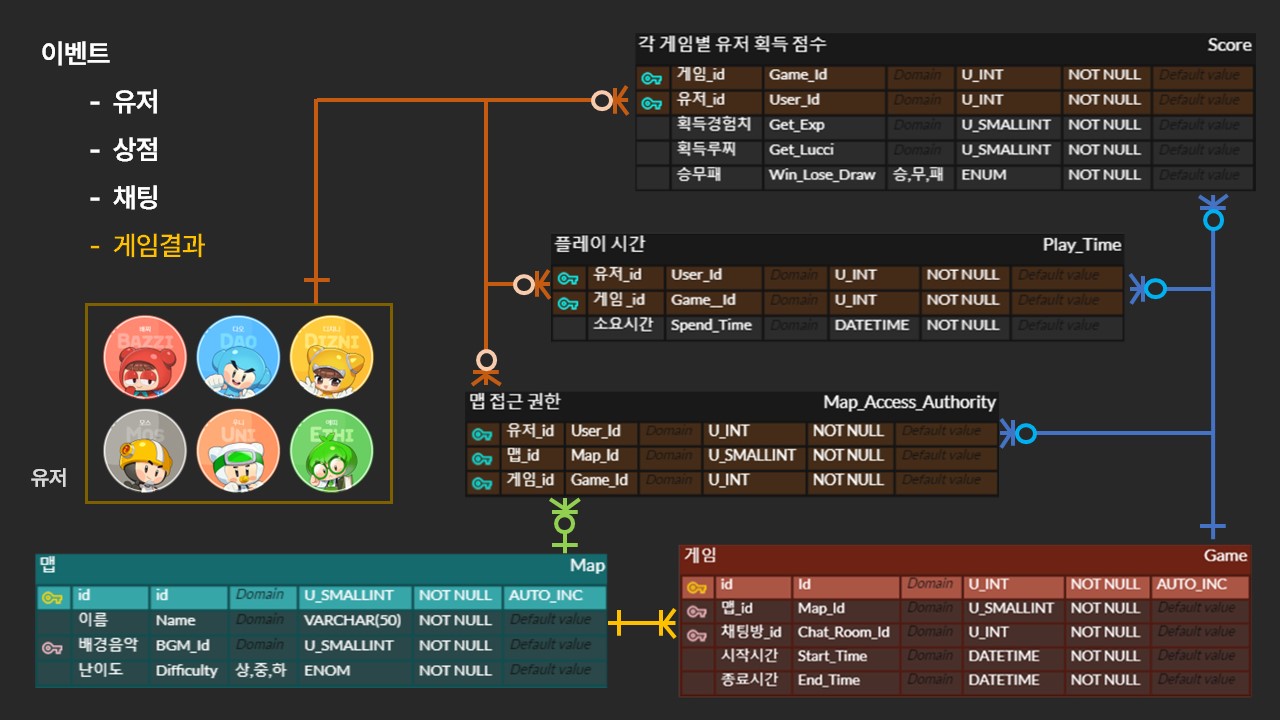 이벤트
- 유저
- 상점
- 채팅
- 게임결과
유저
BAZZI
DAO
DIZNI
MOS
UNI
ETHI
각 게임별 유저 획득 점수 Score
게임_id Game_Id Domain U_INT NOT NULL Default value
유저_id User_Id Domain U_INT NOT NULL Default value
획득경험치 Get_Exp Domain U_SMALLINT NOT NULL Default value
획득루찌 Get_Lucci Domain U_SMALLINT NOT NULL Default value
승무패 Win_Lose_Draw 승,무,패 ENUM NOT NULL Default value
플레이 시간 Play_Time
유저_id User_Id Domain U_INT NOT NULL Default value
게임_id Game__Id Domain U_INT NOT NULL Default value
소요시간 Spend_Time Domain DATETIME NOT NULL Default value
맵 접근 권한 Map_Access_Authority
유저_id User_Id Domain U_INT NOT NULL Default value
맵_id Map_Id Domain U_SMALLINT NOT NULL Default value
게임_id Game_Id Domain U_INT NOT NULL Default value
맵 Map
id id Domain U_SMALLINT NOT NULL AUTO_INC
이름 Name Domain VARCHAR(50) NOT NULL Default value
배경음악 BGM_Id Domain U_SMALLINT NOT NULL Default value
난이도 Difficulty 상,중,하 ENOM NOT NULL Default value
게임 Game
id Id Domain U_INT NOT NULL AUTO_INC
맵_id Map_Id Domain U_SMALLINT NOT NULL Default value
채팅방_id Chat_Room_Id Domain U_INT NOT NULL Default value
시작시간 Start_Time Domain DATETIME NOT NULL Default value
종료시간 End_Time Domain DATETIME NOT NULL Default value